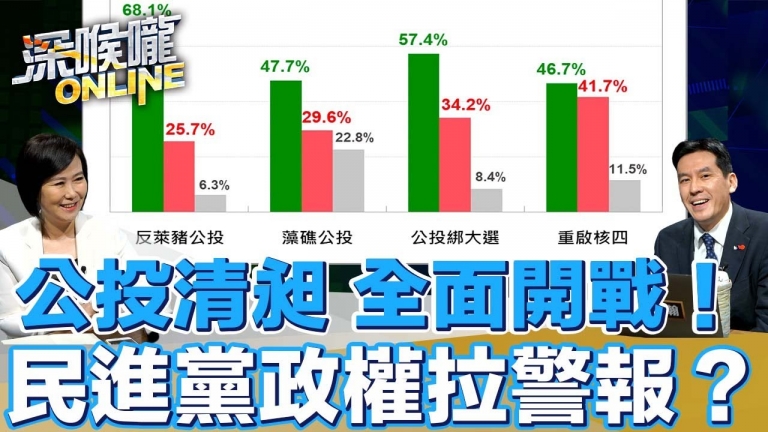 深喉嚨
ONLINE
68.1%
25.7%
6.3%
47.7%
29.6%
22.8%
57.4%
34.2%
8.4%
46.7%
41.7%
11.5%
反萊豬公投
藻礁公投
公投綁大選
重啟核四
公投清昶 全面開戰！
民進黨政權拉警報？